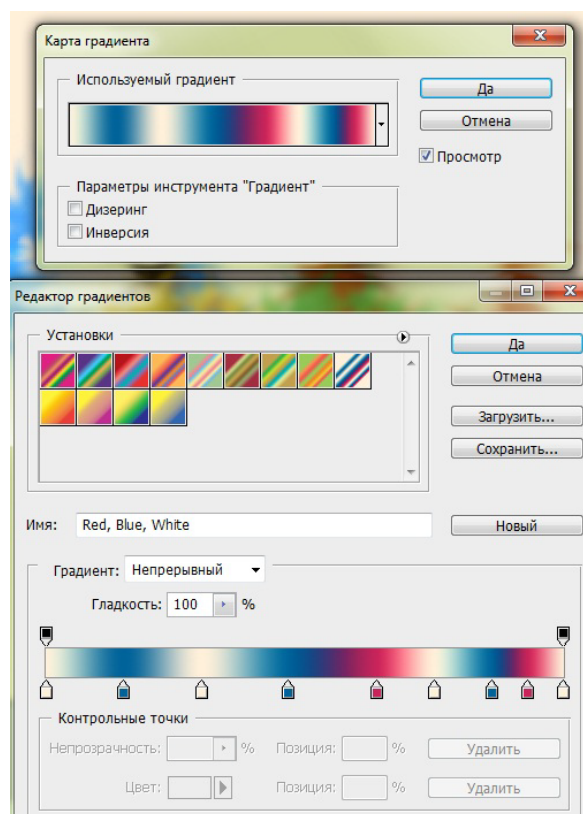 Карта градиента
Используемый градиент
Да
Отмена
Просмотр
Параметры инструмента "Градиент"
Дизеринг
Инверсия
Редактор градиентов
Установки
Да
Отмена
Загрузить...
Сохранить...
Имя: Red, Blue, White
Новый
Градиент: Непрерывный
Гладкость: 100 %
Контрольные точки
Непрозрачность: % Позиция: % Удалить
Цвет: Позиция: % Удалить